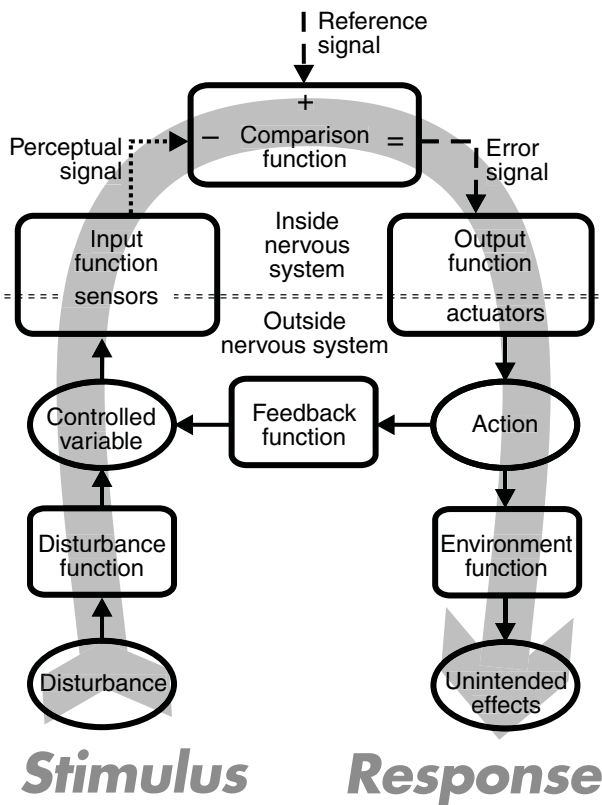 Reference
signal
+
− Comparison =
function
Perceptual
signal
Error
signal
Input
function
sensors
Inside
nervous
system
Output
function
actuators
Outside
nervous system
Controlled
variable
Feedback
function
Action
Disturbance
function
Environment
function
Disturbance
Unintended
effects
Stimulus
Response